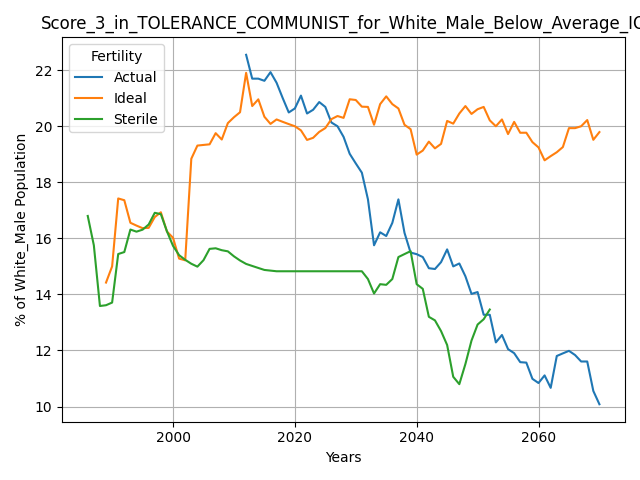 Score_3_in_TOLERANCE_COMMUNIST_for_White_Male_Below_Average_IQ
Fertility
Actual
Ideal
Sterile
% of White_Male Population
22
20
18
16
14
12
10
2000 2020 2040 2060
Years